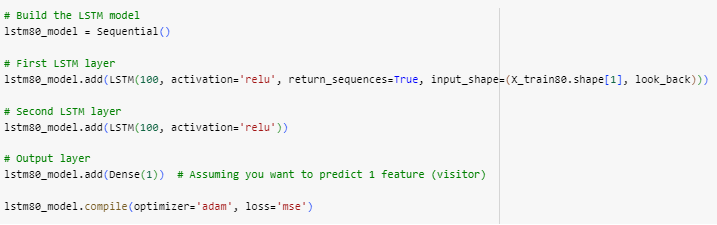 # Build the LSTM model
lstm80_model = Sequential()
# First LSTM layer
lstm80_model.add(LSTM(100, activation='relu', return_sequences=True, input_shape=(X_train80.shape[1], look_back)))
# Second LSTM layer
lstm80_model.add(LSTM(100, activation='relu'))
# Output layer
lstm80_model.add(Dense(1))  # Assuming you want to predict 1 feature (visitor)
lstm80_model.compile(optimizer='adam', loss='mse')